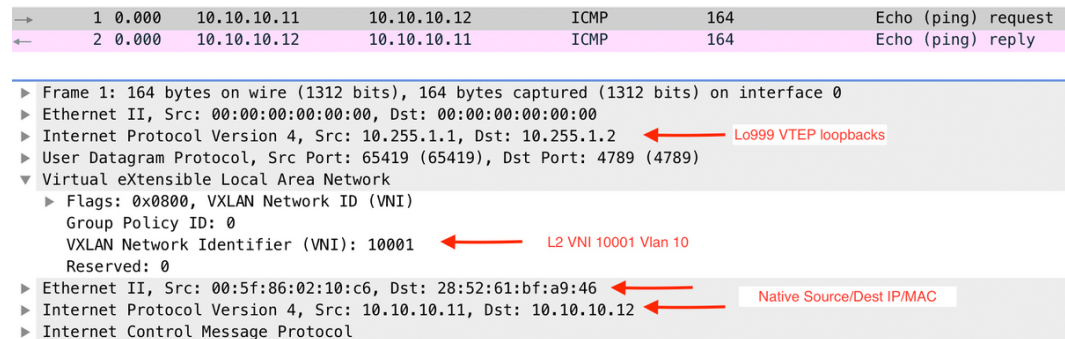 1 0.000 10.10.10.11 10.10.10.12 ICMP 164 Echo (ping) request
2 0.000 10.10.10.12 10.10.10.11 ICMP 164 Echo (ping) reply
Frame 1: 164 bytes on wire (1312 bits), 164 bytes captured (1312 bits) on interface 0
Ethernet II, Src: 00:00:00:00:00:00, Dst: 00:00:00:00:00:00
Internet Protocol Version 4, Src: 10.255.1.1, Dst: 10.255.1.2 Lo999 VTEP loopbacks
User Datagram Protocol, Src Port: 65419 (65419), Dst Port: 4789 (4789)
Virtual eXtensible Local Area Network
Flags: 0x0800, VXLAN Network ID (VNI)
Group Policy ID: 0
VXLAN Network Identifier (VNI): 10001 L2 VNI 10001 Vlan 10
Reserved: 0
Ethernet II, Src: 00:5f:86:02:10:c6, Dst: 28:52:61:bf:a9:46
Native Source/Dest IP/MAC
Internet Protocol Version 4, Src: 10.10.10.11, Dst: 10.10.10.12
Internet Control Message Protocol